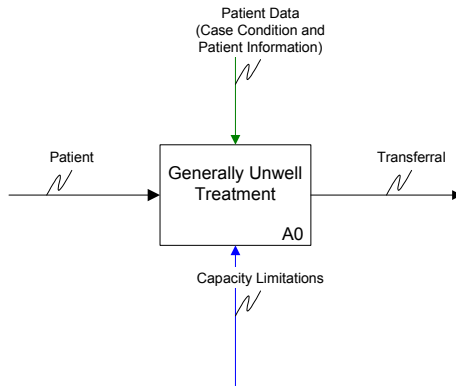 Patient Data
(Case Condition and
Patient Information)
Patient
Generally Unwell
Treatment
A0
Transferral
Capacity Limitations